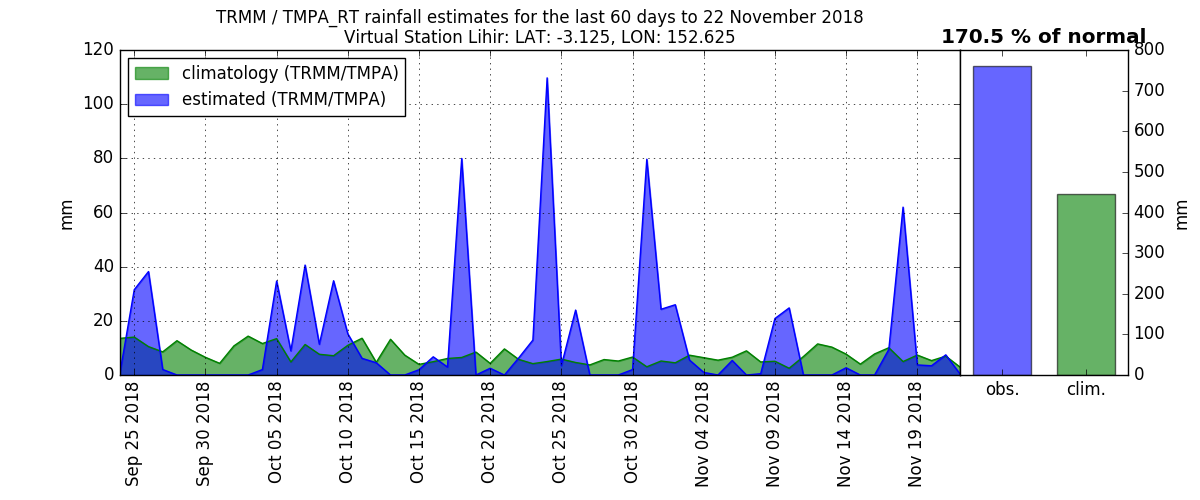 TRMM / TMPA_RT rainfall estimates for the last 60 days to 22 November 2018
Virtual Station Lihir: LAT: -3.125, LON: 152.625
170.5 % of normal
climatology (TRMM/TMPA)
estimated (TRMM/TMPA)
mm
120
100
80
60
40
20
0
Sep 25 2018
Sep 30 2018
Oct 05 2018
Oct 10 2018
Oct 15 2018
Oct 20 2018
Oct 25 2018
Oct 30 2018
Nov 04 2018
Nov 09 2018
Nov 14 2018
Nov 19 2018
800
700
600
500
400
300
200
100
0
mm
obs.
clim.